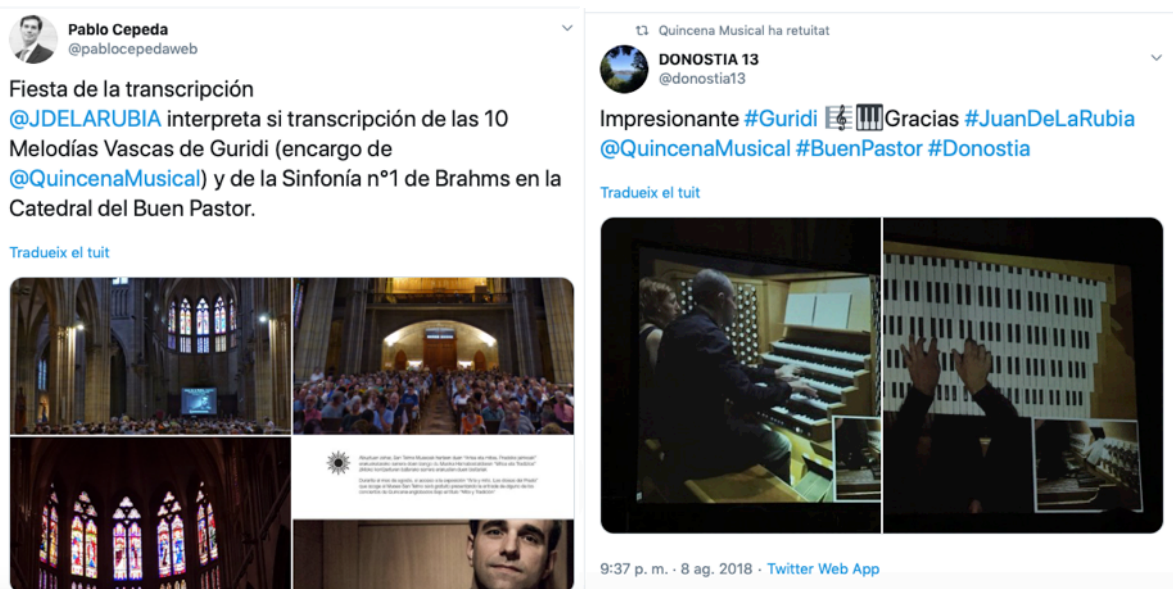 Pablo Cepeda
@pablocepedaweb
Fiesta de la transcripción
@JDELARUBIA interpreta si transcripción de las 10
Melodías Vascas de Guridi (encargo de
@QuincenaMusical) y de la Sinfonía nº1 de Brahms en la
Catedral del Buen Pastor.
Tradueix el tuit
Quincena Musical ha retuitat
DONOSTIA 13
@donostia13
Impresionante #Guridi 🎼🎹Gracias #JuanDeLaRubia
@QuincenaMusical #BuenPastor #Donostia
Tradueix el tuit
9:37 p. m. · 8 ag. 2018 · Twitter Web App